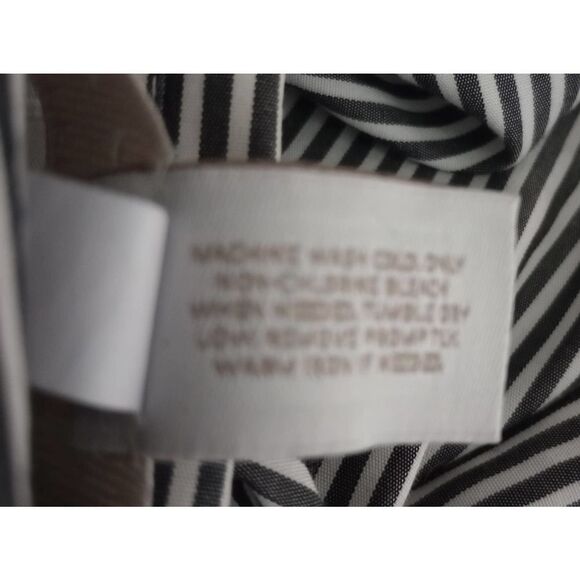 MACHINE WASH COLD. ONLY
NON-CHLORINE BLEACH
WHEN NEEDED. TUMBLE DRY
LOW. REMOVE PROMPTLY.
WARM IRON IF NEEDED.